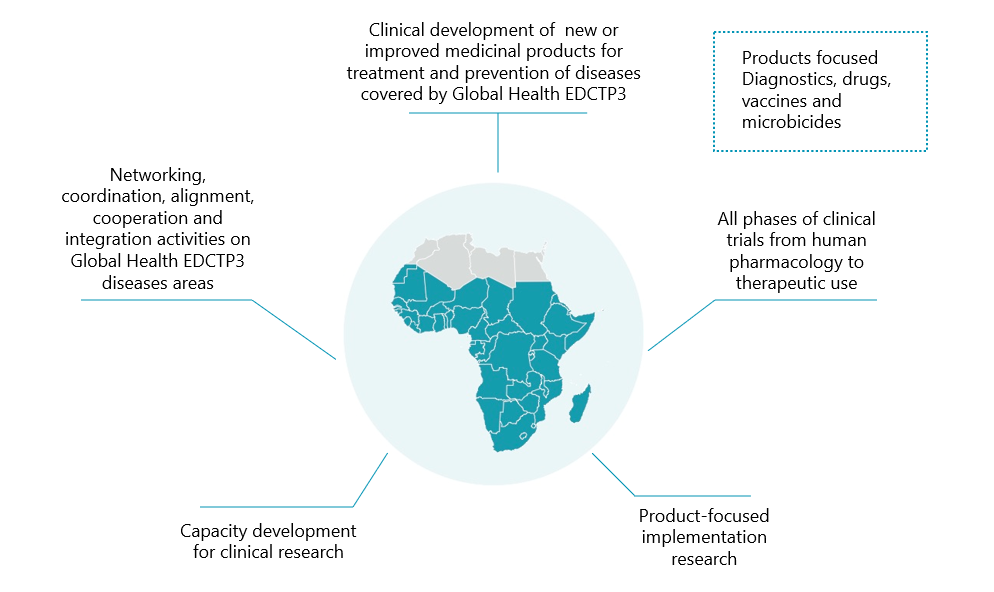 Clinical development of  new or
improved medicinal products for
treatment and prevention of diseases
covered by Global Health EDCTP3
Products focused
Diagnostics, drugs,
vaccines and
microbicides
Networking,
coordination, alignment,
cooperation and
integration activities on
Global Health EDCTP3
diseases areas
All phases of clinical
trials from human
pharmacology to
therapeutic use
Capacity development
for clinical research
Product-focused
implementation
research